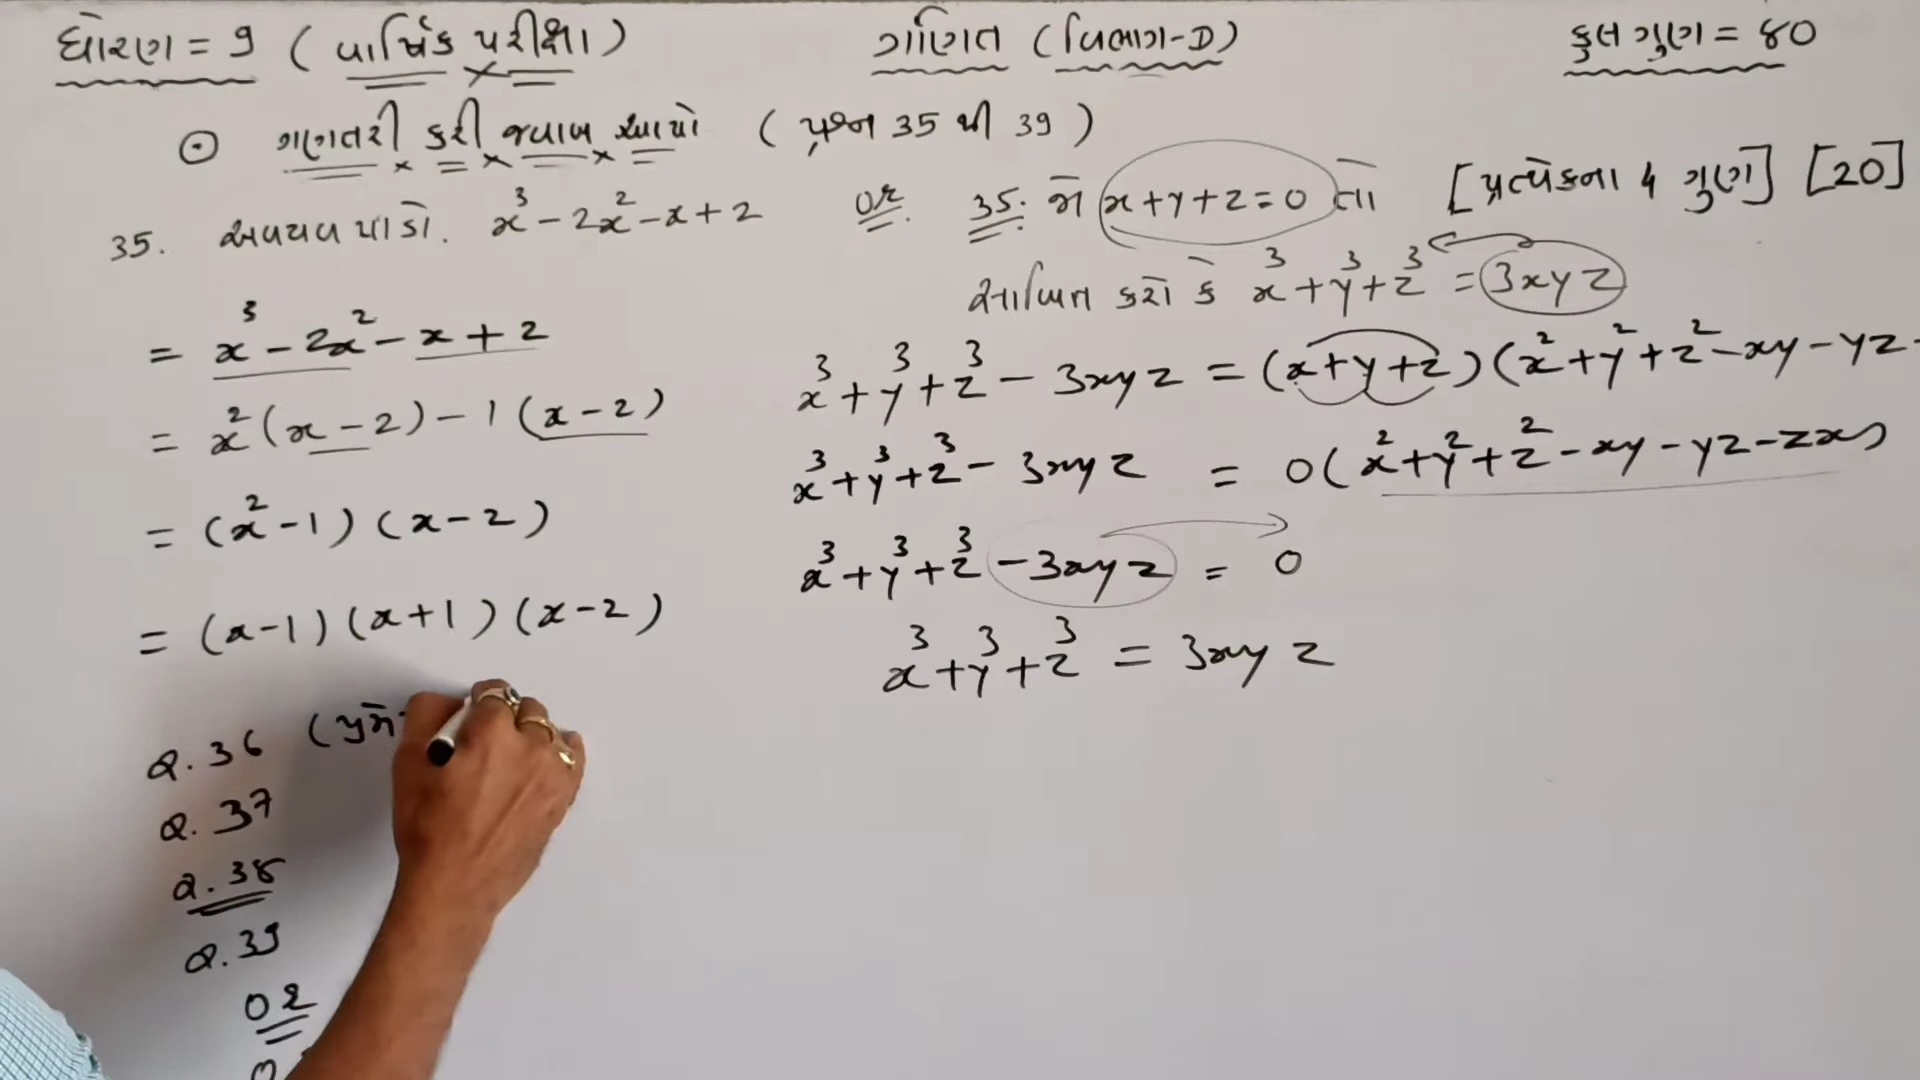 ધોરણ = 9 ( વાર્ષિક પરીક્ષા )
ગણિત ( વિભાગ-D )
કુલ ગુણ = 80
⊙ ગણતરી કરી જવાબ આપો ( પ્રશ્ન 35 થી 39 )
[ પ્રત્યેકના 4 ગુણ ] [20]
35. અવયવ પાડો. x³ - 2x² - x + 2
= x³ - 2x² - x + 2
= x² (x - 2) - 1 (x - 2)
= (x² - 1) (x - 2)
= (x - 1) (x + 1) (x - 2)
Q. 36
Q. 37
Q. 38
Q. 39
OR
OR. 35. જો x + y + z = 0 તો
સાબિત કરો કે x³ + y³ + z³ = 3xyz
x³ + y³ + z³ - 3xyz = (x + y + z) (x² + y² + z² - xy - yz -
x³ + y³ + z³ - 3xyz = 0 ( x² + y² + z² - xy - yz - zx )
x³ + y³ + z³ - 3xyz = 0
x³ + y³ + z³ = 3xyz